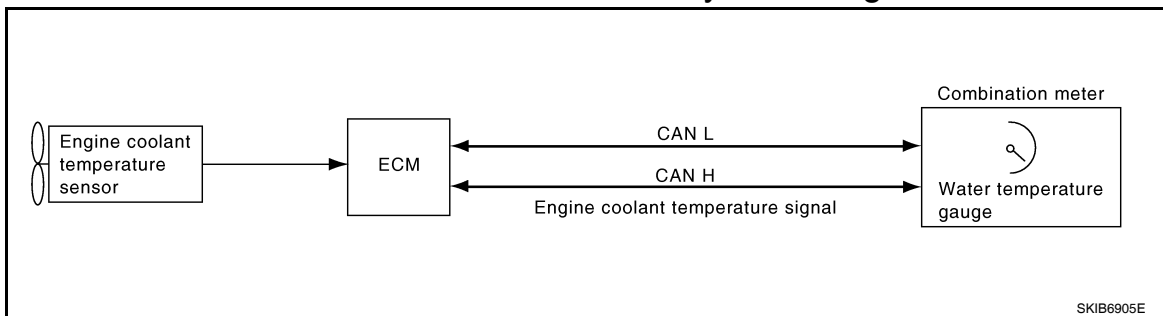 Combination meter
Engine coolant
temperature
sensor
ECM
CAN L
CAN H
Engine coolant temperature signal
Water temperature
gauge
SKIB6905E